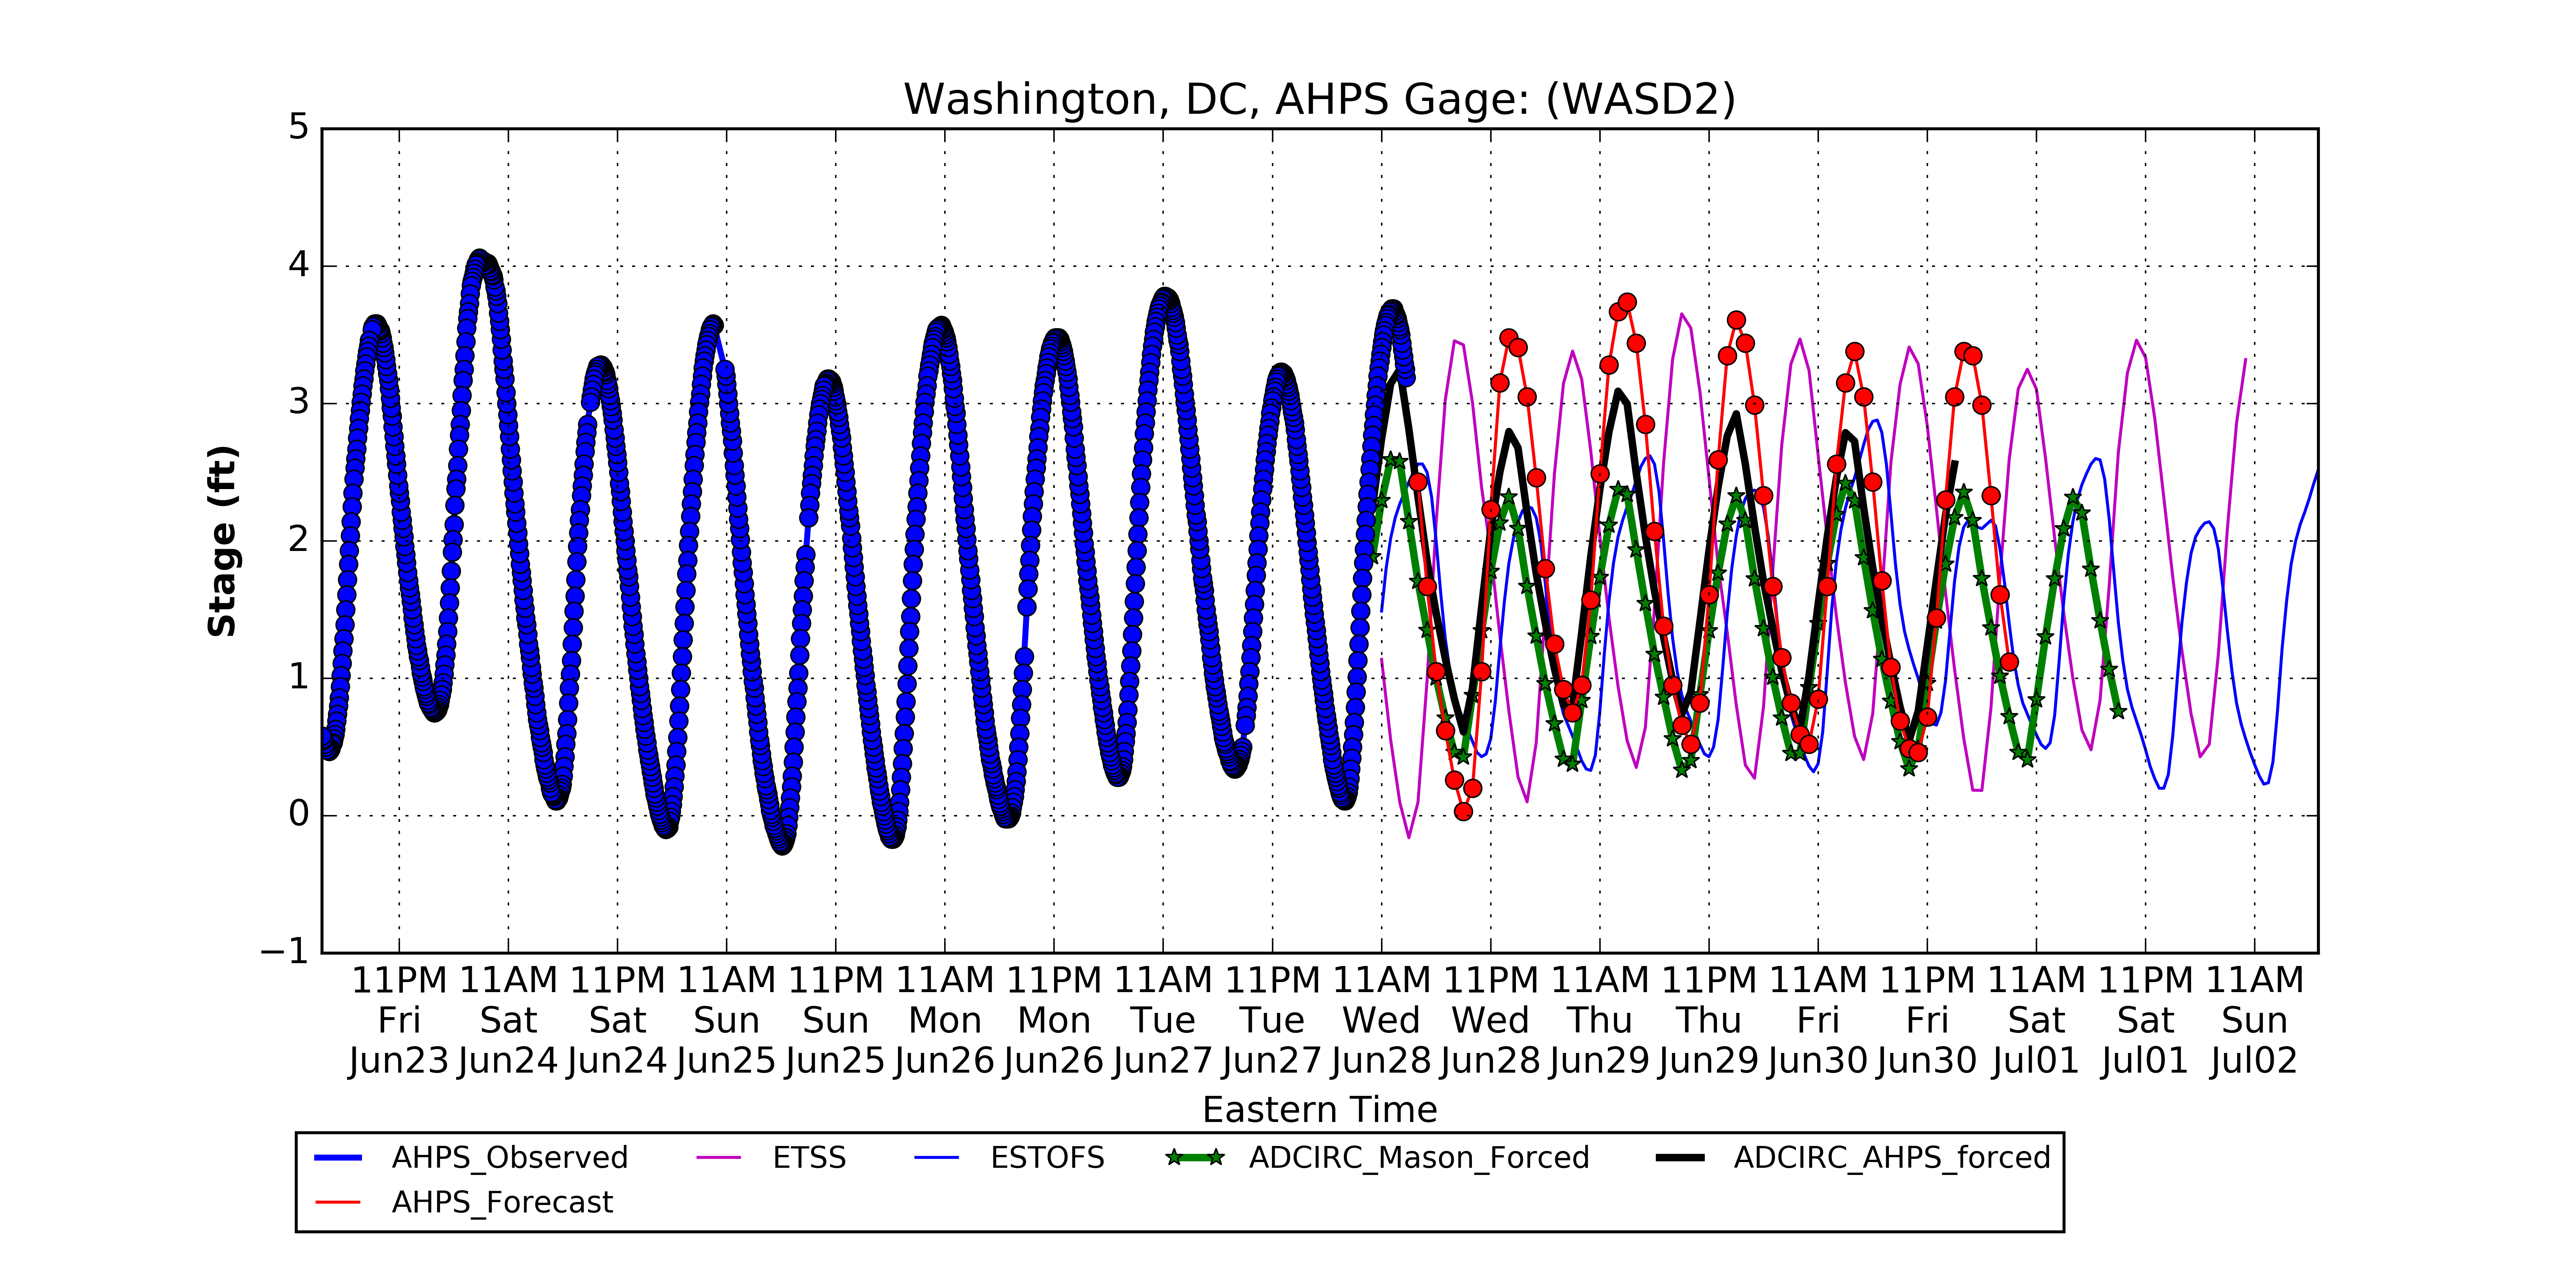 Washington, DC, AHPS Gage: (WASD2)
5
4
3
2
1
0
−1
Stage (ft)
11PM 11AM 11PM 11AM 11PM 11AM 11PM 11AM 11PM 11AM 11PM 11AM 11PM 11AM 11PM 11AM 11PM 11AM
Fri Sat Sat Sun Sun Mon Mon Tue Tue Wed Wed Thu Thu Fri Fri Sat Sat Sun
Jun23 Jun24 Jun24 Jun25 Jun25 Jun26 Jun26 Jun27 Jun27 Jun28 Jun28 Jun29 Jun29 Jun30 Jun30 Jul01 Jul01 Jul02
Eastern Time
AHPS_Observed ETSS ESTOFS ADCIRC_Mason_Forced ADCIRC_AHPS_forced
AHPS_Forecast